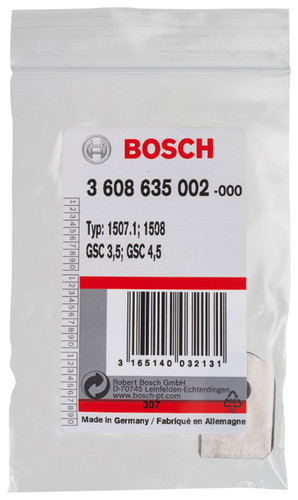 BOSCH
3 608 635 002 -000
Typ: 1507.1; 1508
GSC 3,5; GSC 4,5
3 165140 032131
Robert Bosch GmbH
D-70745 Leinfelden-Echterdingen
www.bosch-pt.com
307
Made in Germany / Fabriqué en Allemagne
1234567890123456789012345678901234567890